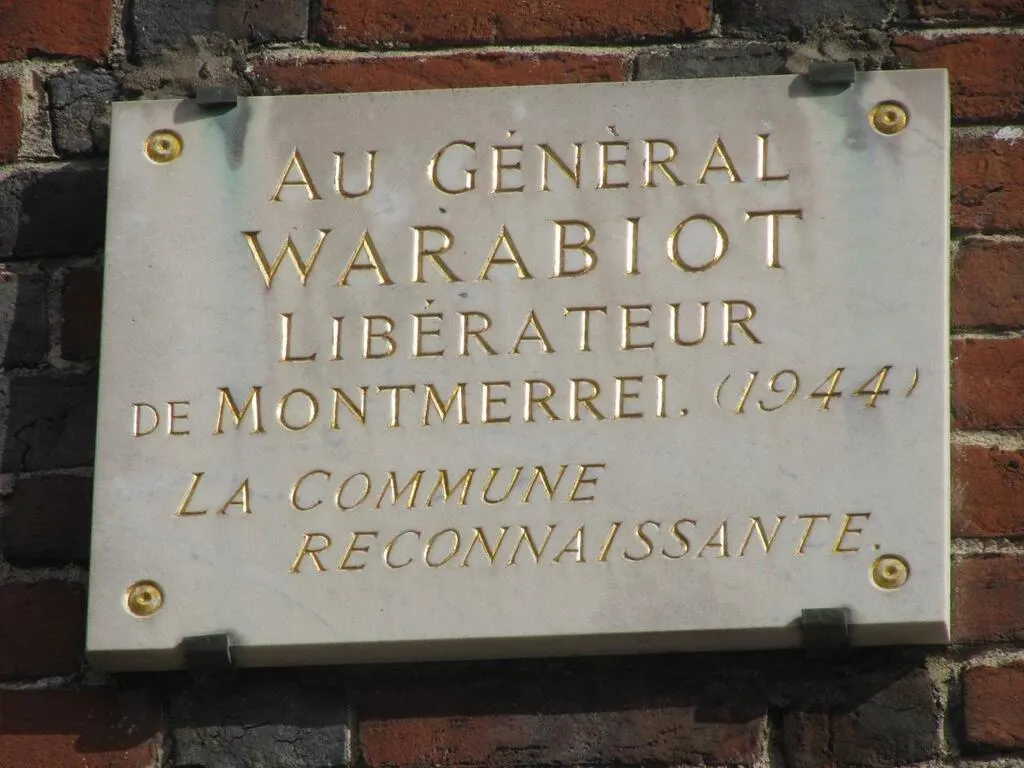 AU GÉNÈRAL
WARABIOT
LIBÉRATEUR
DE MONTMERREI. (1944)
LA COMMUNE
RECONNAISSANTE.